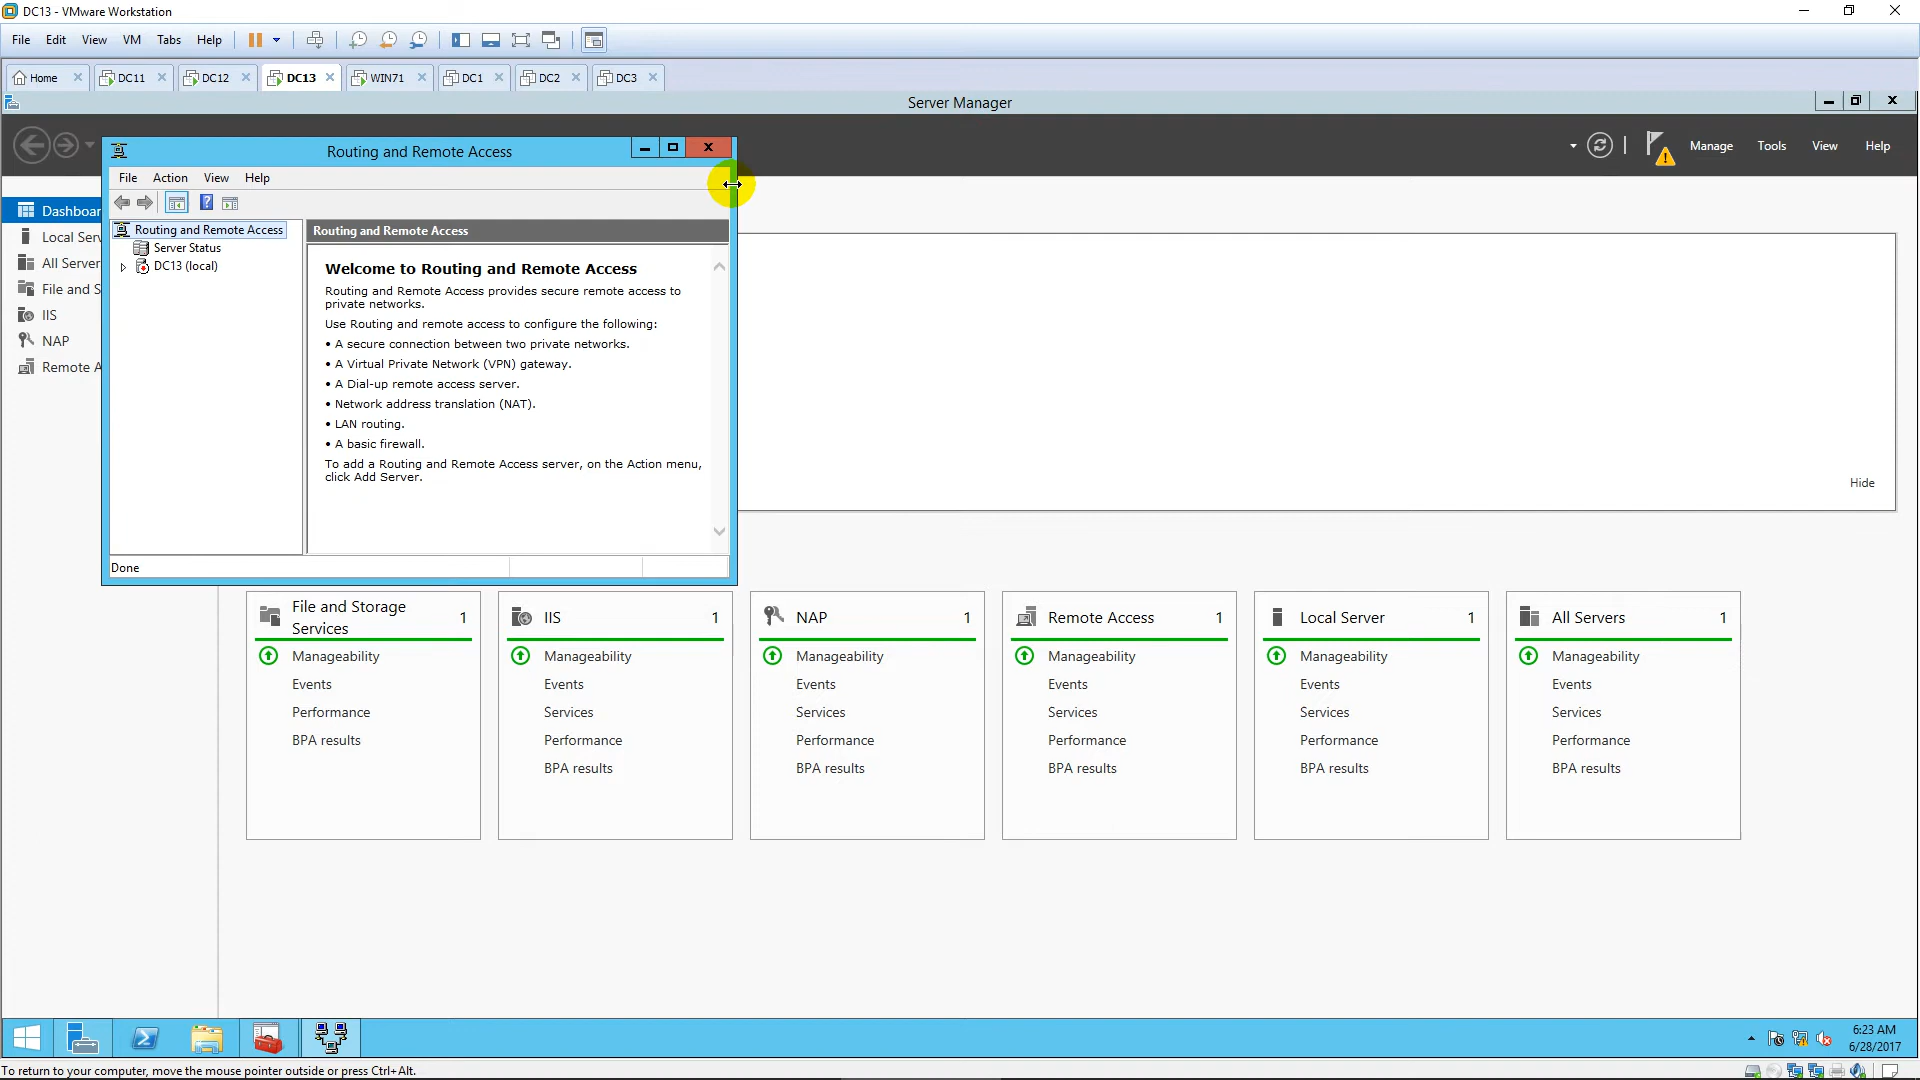 DC13 - VMware Workstation
File Edit View VM Tabs Help
Home DC11 DC12 DC13 WIN71 DC1 DC2 DC3
Server Manager
Manage Tools View Help
Routing and Remote Access
File Action View Help
Dashboar
Local Serv
All Server
File and S
IIS
NAP
Remote A
Routing and Remote Access
Server Status
DC13 (local)
Routing and Remote Access
Welcome to Routing and Remote Access
Routing and Remote Access provides secure remote access to
private networks.
Use Routing and remote access to configure the following:
• A secure connection between two private networks.
• A Virtual Private Network (VPN) gateway.
• A Dial-up remote access server.
• Network address translation (NAT).
• LAN routing.
• A basic firewall.
To add a Routing and Remote Access server, on the Action menu,
click Add Server.
Done
Hide
File and Storage
Services 1
Manageability
Events
Performance
BPA results
IIS 1
Manageability
Events
Services
Performance
BPA results
NAP 1
Manageability
Events
Services
Performance
BPA results
Remote Access 1
Manageability
Events
Services
Performance
BPA results
Local Server 1
Manageability
Events
Services
Performance
BPA results
All Servers 1
Manageability
Events
Services
Performance
BPA results
6:23 AM
6/28/2017
To return to your computer, move the mouse pointer outside or press Ctrl+Alt.